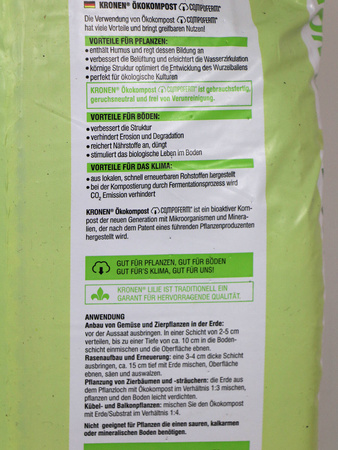 KRONEN® ÖKOKOMPOST COMPOFERM™
Die Verwendung von Ökokompost COMPOFERM™
hat viele Vorteile und bringt greifbaren Nutzen!
VORTEILE FÜR PFLANZEN:
• enthält Humus und regt dessen Bildung an
• verbessert die Belüftung und erleichtert die Wasserzirkulation
• körnige Struktur optimiert die Entwicklung des Wurzelballens
• perfekt für ökologische Kulturen
KRONEN® Ökokompost COMPOFERM™ ist gebrauchsfertig,
geruchsneutral und frei von Verunreinigung.
VORTEILE FÜR BÖDEN:
• verbessert die Struktur
• verhindert Erosion und Degradation
• reichert Nährstoffe an, düngt
• stimuliert das biologische Leben im Boden
VORTEILE FÜR DAS KLIMA:
• aus lokalen, schnell erneuerbaren Rohstoffen hergestellt
• bei der Kompostierung durch Fermentationsprozess wird
CO₂ Emission verhindert
KRONEN® Ökokompost COMPOFERM™ ist ein bioaktiver Kom-
post der neuen Generation mit Mikroorganismen und Minera-
lien, der nach dem Patent eines führenden Pflanzenproduzenten
hergestellt wird.
GUT FÜR PFLANZEN, GUT FÜR BÖDEN
GUT FÜR'S KLIMA, GUT FÜR UNS!
KRONEN® LILIE IST TRADITIONELL EIN
GARANT FÜR HERVORRAGENDE QUALITÄT.
ANWENDUNG
Anbau von Gemüse und Zierpflanzen in der Erde:
vor der Aussaat ausbringen. In einer Schicht von 2-5 cm
verteilen, bis zu einer Tiefe von ca. 10 cm in die Boden-
schicht einmischen und die Oberfläche ebnen.
Rasenaufbau und Erneuerung: eine 3-4 cm dicke Schicht
ausbringen, ca. 15 cm tief mit Erde mischen, Oberfläche
ebnen, säen und auswalzen.
Pflanzung von Zierbäumen und -sträuchern: die Erde aus
dem Pflanzloch mit Ökokompost im Verhältnis 1:3 mischen,
pflanzen und den Boden leicht verdichten.
Kübel- und Balkonpflanzen: mischen Sie den Ökokompost
mit Erde/Substrat im Verhältnis 1:4.
Nicht geeignet für Pflanzen die einen sauren, kalkarmen
oder mineralischen Boden benötigen.